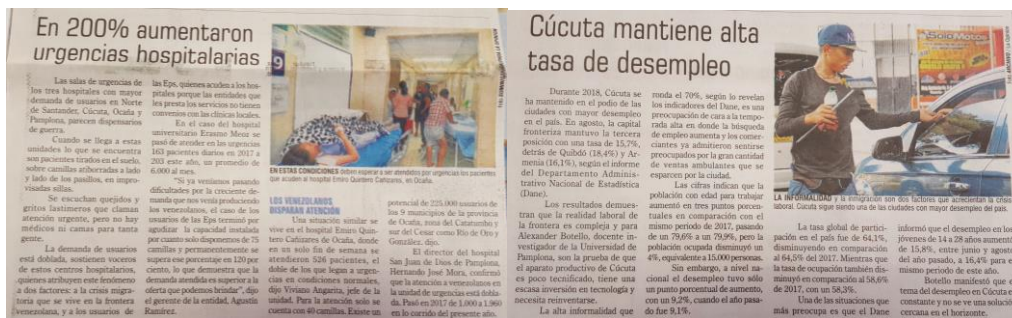 En 200% aumentaron
urgencias hospitalarias
Las salas de urgencias de
los tres hospitales con mayor
demanda de usuarios en Norte
de Santander, Cúcuta, Ocaña y
Pamplona, parecen dispensarios
de guerra.
Cuando se llega a estas
unidades lo que se encuentra
son pacientes tirados en el suelo,
sobre camillas atiborradas a lado
y lado de los pasillos, en impro-
visadas sillas.
Se escuchan quejidos y
gritos lastimeros que claman
atención urgente, pero no hay
médicos ni camas para tanta
gente.
La demanda de usuarios
está doblada, sostienen voceros
de estos centros hospitalarios,
quienes atribuyen este fenómeno
a dos factores: a la crisis migra-
toria que se vive en la frontera
venezolana, y a los usuarios de
las Eps, quienes acuden a los hos-
pitales porque las entidades que
les presta los servicios no tienen
convenios con las clínicas locales.
En el caso del hospital
universitario Erasmo Meoz se
pasó de atender en las urgencias
163 pacientes diarios en 2017 a
203 este año, un promedio de
6.000 al mes.
"Si ya veníamos pasando
dificultades por la creciente de-
manda que nos venía produciendo
los venezolanos, el caso de los
usuarios de las Eps terminó por
agudizar la capacidad instalada
por cuanto solo disponemos de 75
camillas y permanentemente se
supera ese porcentaje en 120 por
ciento, lo que demuestra que la
demanda atendida es superior a la
oferta que podemos brindar", dijo
el gerente de la entidad, Agustín
Ramírez.
9
EN ESTAS CONDICIONES deben esperar a ser atendidos por urgencias los pacientes
que acuden al hospital Emiro Quintero Cañizares, en Ocaña.
LOS VENEZOLANOS
DISPARAN ATENCIÓN
Una situación similar se
vive en el hospital Emiro Quin-
tero Cañizares de Ocaña, donde
en un solo fin de semana se
atendieron 526 pacientes, el
doble de los que llegan a urgen-
cias en condiciones normales,
dijo Viviano Angarita, jefe de la
unidad. Para la atención solo se
cuenta con 40 camillas. Existe un
potencial de 225.000 usuarios de
los 9 municipios de la provincia
de Ocaña, zona del Catatumbo y
sur del Cesar como Río de Oro y
González, dijo.
El director del hospital
San Juan de Dios de Pamplona,
Hernando José Mora, confirmó
que la atención a venezolanos en
la unidad de urgencias está dobla-
da. Pasó en 2017 de 1.000 a 1.960
en lo corrido del presente año.
Cúcuta mantiene alta
tasa de desempleo
Durante 2018, Cúcuta se
ha mantenido en el podio de las
ciudades con mayor desempleo
en el país. En agosto, la capital
fronteriza mantuvo la tercera
posición con una tasa de 15,7%,
detrás de Quibdó (18,4%) y Ar-
menia (16,1%), según el informe
del Departamento Adminis-
trativo Nacional de Estadística
(Dane).
Los resultados demues-
tran que la realidad laboral de
la frontera es compleja y para
Alexander Botello, docente in-
vestigador de la Universidad de
Pamplona, son la prueba de que
el aparato productivo de Cúcuta
es poco tecnificado, tiene una
escasa inversión en tecnología y
necesita reinventarse.
La alta informalidad que
ronda el 70%, según lo revelan
los indicadores del Dane, es una
preocupación de cara a la tempo-
rada alta en donde la búsqueda
de empleo aumenta y los comer-
ciantes ya admitieron sentirse
preocupados por la gran cantidad
de ventas ambulantes que se
esparcen por la ciudad.
Las cifras indican que la
población con edad para trabajar
aumentó en tres puntos porcen-
tuales en comparación con el
mismo periodo de 2017, pasando
de un 79,6% a un 79,9%, pero la
población ocupada disminuyó un
4%, equivalente a 15.000 personas.
Sin embargo, a nivel na-
cional el desempleo tuvo sólo
un punto porcentual de aumento,
con un 9,2%, cuando el año pasa-
do fue 9,1%.
SoloMotos
LA INFORMALIDAD y la inmigración son dos factores que acrecientan la crisis
laboral. Cúcuta sigue siendo una de las ciudades con mayor desempleo del país.
La tasa global de partici-
pación en el país fue de 64,1%,
disminuyendo en comparación
al 64,5% del 2017. Mientras que
la tasa de ocupación también dis-
minuyó en comparación al 58,6%
de 2017, con un 58,3%.
Una de las situaciones que
más preocupa es que el Dane
informó que el desempleo en los
jóvenes de 14 a 28 años aumentó
de 15,8%, entre junio y agosto
del año pasado, a 16,4% para el
mismo periodo de este año.
Botello manifestó que el
tema del desempleo en Cúcuta es
constante y no se ve una solución
cercana en el horizonte.